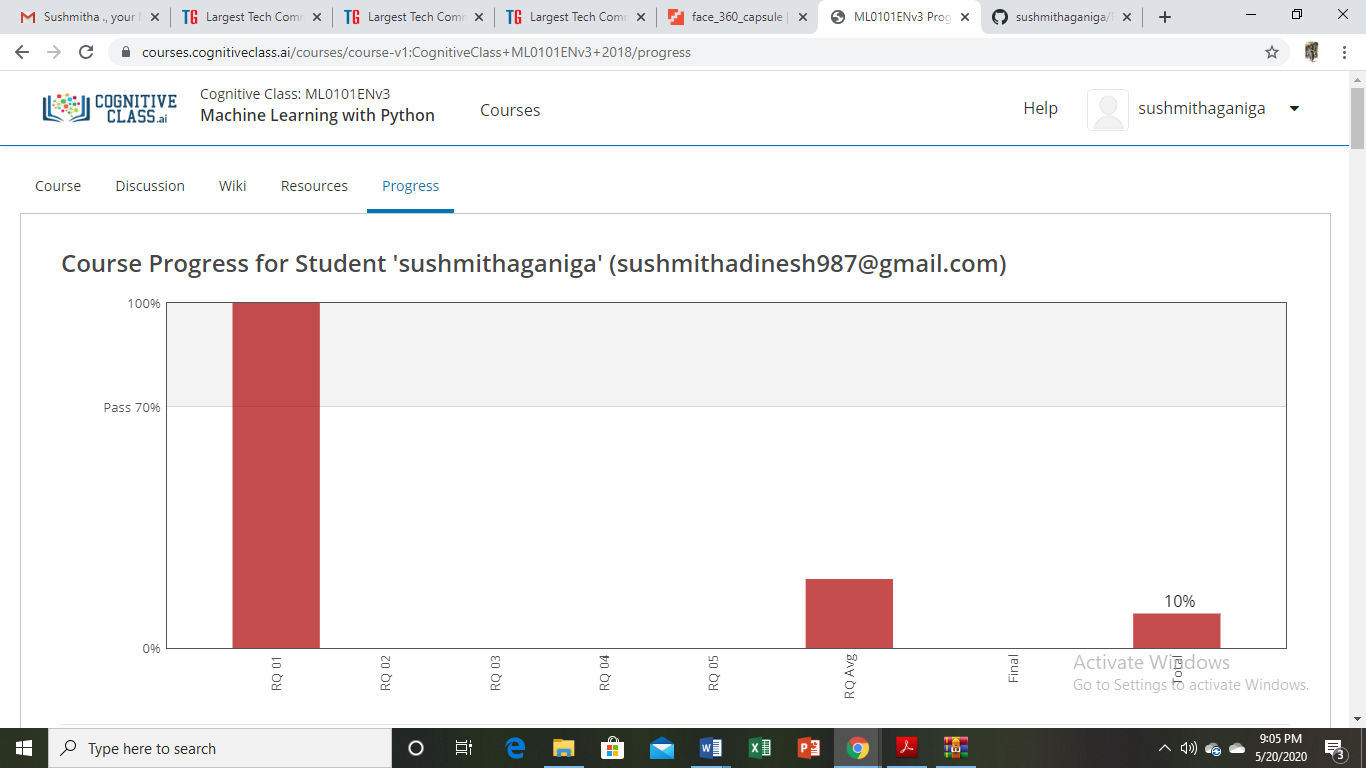 Sushmitha ., your
Largest Tech Comm
Largest Tech Comm
Largest Tech Comm
face_360_capsule |
ML0101ENv3 Prog
sushmithaganiga/
courses.cognitiveclass.ai/courses/course-v1:CognitiveClass+ML0101ENv3+2018/progress
COGNITIVE
CLASS.ai
Cognitive Class: ML0101ENv3
Machine Learning with Python
Courses
Help
sushmithaganiga
Course
Discussion
Wiki
Resources
Progress
Course Progress for Student 'sushmithaganiga' (sushmithadinesh987@gmail.com)
100%
Pass 70%
0%
10%
RQ 01
RQ 02
RQ 03
RQ 04
RQ 05
RQ Avg
Final
Total
Activate Windows
Go to Settings to activate Windows.
Type here to search
9:05 PM
5/20/2020
3